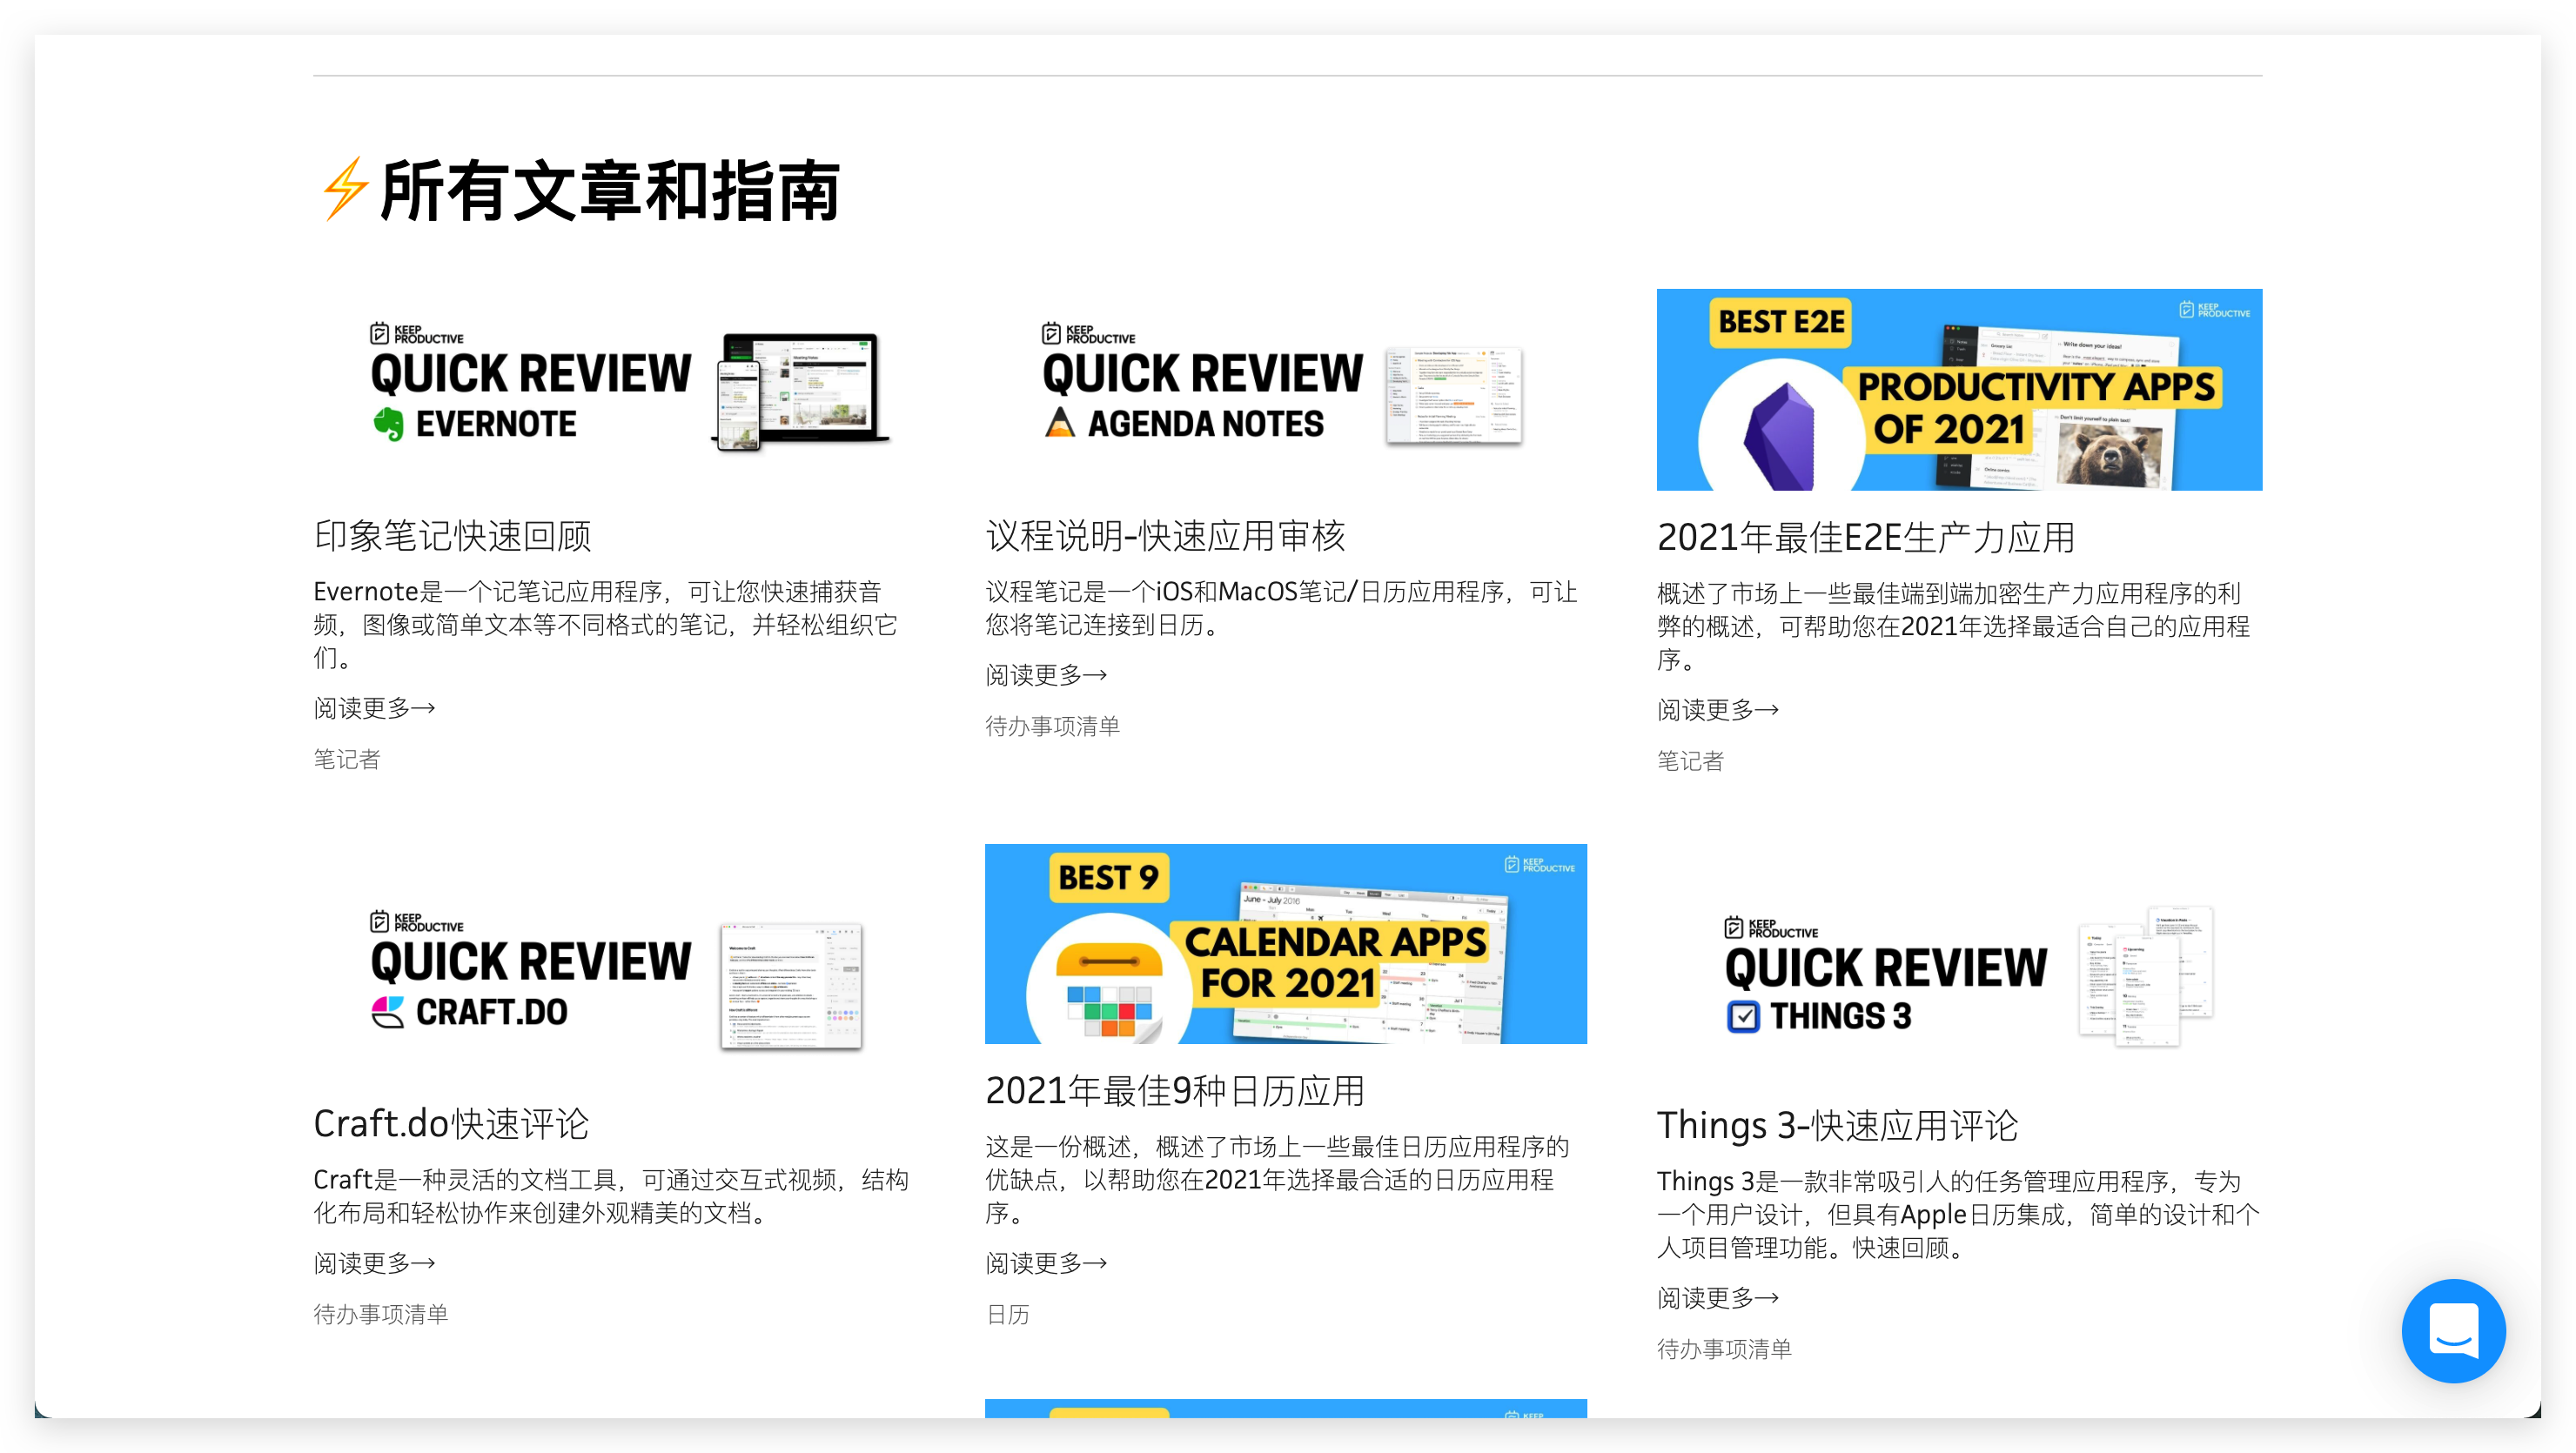 ⚡所有文章和指南
KEEP
PRODUCTIVE
QUICK REVIEW
EVERNOTE
印象笔记快速回顾
Evernote是一个记笔记应用程序，可让您快速捕获音
频，图像或简单文本等不同格式的笔记，并轻松组织它
们。
阅读更多→
笔记者
KEEP
PRODUCTIVE
QUICK REVIEW
AGENDA NOTES
议程说明-快速应用审核
议程笔记是一个iOS和MacOS笔记/日历应用程序，可让
您将笔记连接到日历。
阅读更多→
待办事项清单
BEST E2E
KEEP
PRODUCTIVE
PRODUCTIVITY APPS
OF 2021
Write down your ideas!
Don't limit yourself to plain text!
2021年最佳E2E生产力应用
概述了市场上一些最佳端到端加密生产力应用程序的利
弊的概述，可帮助您在2021年选择最适合自己的应用程
序。
阅读更多→
笔记者
KEEP
PRODUCTIVE
QUICK REVIEW
CRAFT.DO
Craft.do快速评论
Craft是一种灵活的文档工具，可通过交互式视频，结构
化布局和轻松协作来创建外观精美的文档。
阅读更多→
待办事项清单
BEST 9
KEEP
PRODUCTIVE
June - July 2016
CALENDAR APPS
FOR 2021
2021年最佳9种日历应用
这是一份概述，概述了市场上一些最佳日历应用程序的
优缺点，以帮助您在2021年选择最合适的日历应用程
序。
阅读更多→
日历
KEEP
PRODUCTIVE
QUICK REVIEW
THINGS 3
Things 3-快速应用评论
Things 3是一款非常吸引人的任务管理应用程序，专为
一个用户设计，但具有Apple日历集成，简单的设计和个
人项目管理功能。快速回顾。
阅读更多→
待办事项清单
KEEP